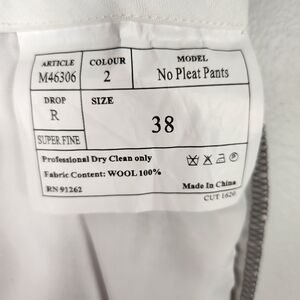 ARTICLE COLOUR MODEL
M46306 2 No Pleat Pants
DROP SIZE
R 38
SUPER FINE
Professional Dry Clean only
Fabric Content: WOOL 100%
RN 91262 Made In China
CUT 1620